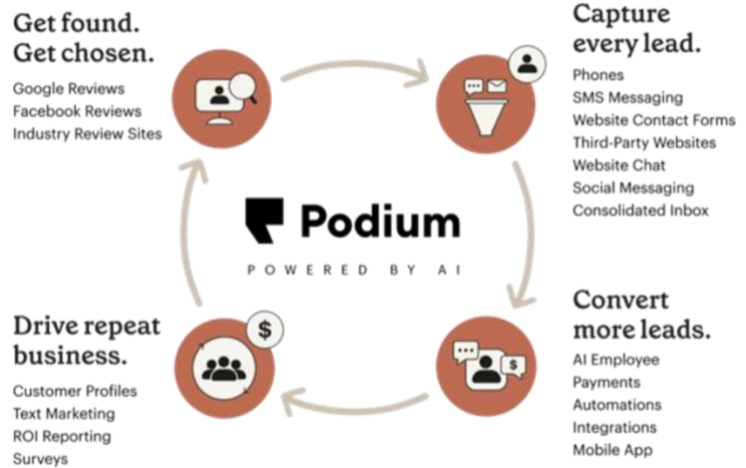 Get found.
Get chosen.
Google Reviews
Facebook Reviews
Industry Review Sites
Capture
every lead.
Phones
SMS Messaging
Website Contact Forms
Third-Party Websites
Website Chat
Social Messaging
Consolidated Inbox
Podium
POWERED BY AI
Drive repeat
business.
Customer Profiles
Text Marketing
ROI Reporting
Surveys
$
Convert
more leads.
AI Employee
Payments
Automations
Integrations
Mobile App
$